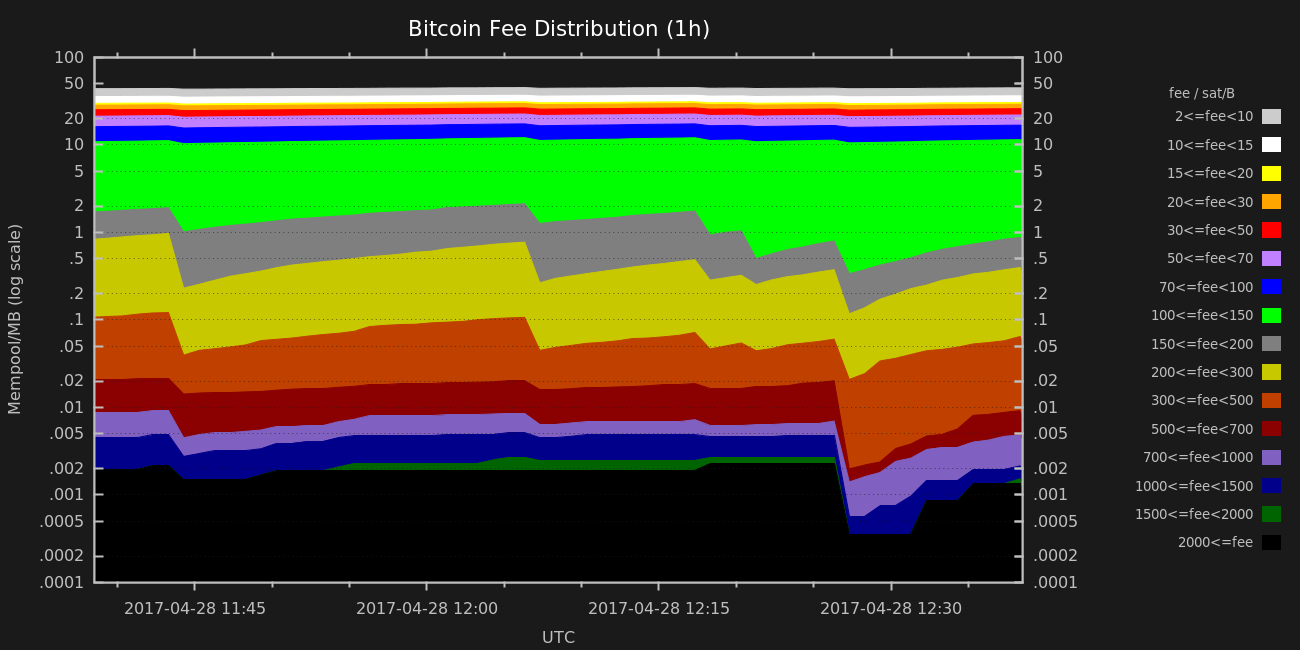 Bitcoin Fee Distribution (1h)
100
50
20
10
5
2
1
.5
.2
.1
.05
.02
.01
.005
.002
.001
.0005
.0002
.0001
Mempool/MB (log scale)
100
50
20
10
5
2
1
.5
.2
.1
.05
.02
.01
.005
.002
.001
.0005
.0002
.0001
2017-04-28 11:45
2017-04-28 12:00
2017-04-28 12:15
2017-04-28 12:30
UTC
fee / sat/B
2<=fee<10
10<=fee<15
15<=fee<20
20<=fee<30
30<=fee<50
50<=fee<70
70<=fee<100
100<=fee<150
150<=fee<200
200<=fee<300
300<=fee<500
500<=fee<700
700<=fee<1000
1000<=fee<1500
1500<=fee<2000
2000<=fee